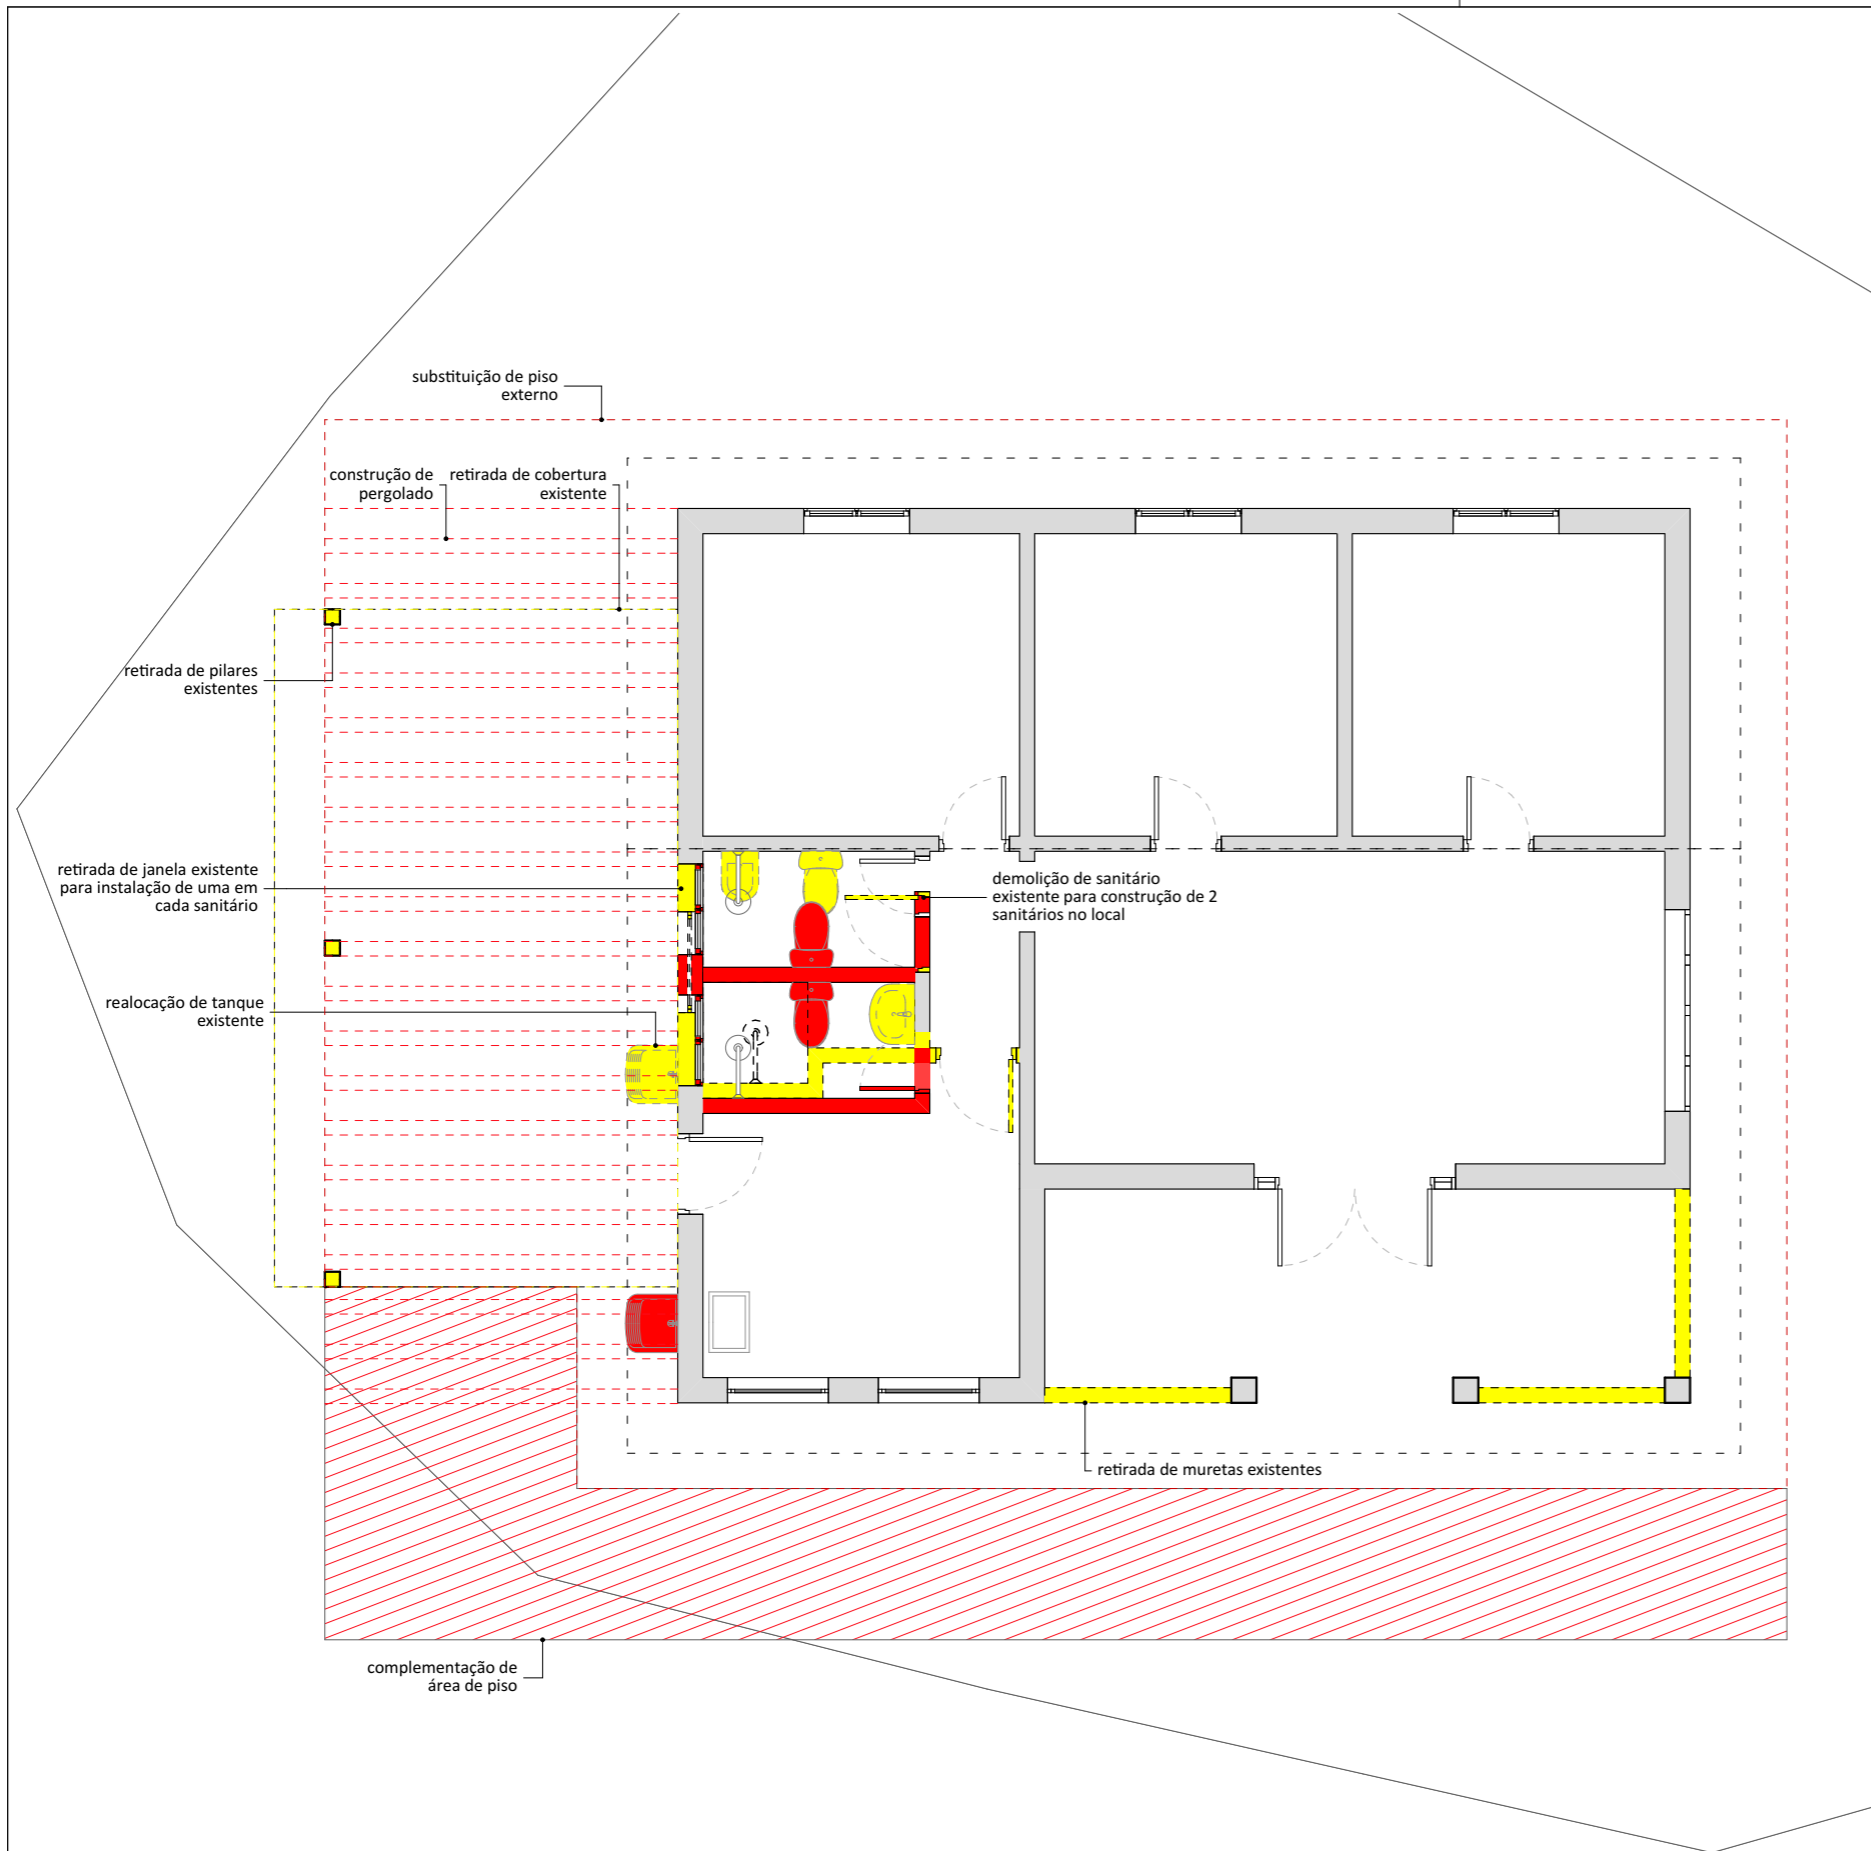 substituição de piso
externo
construção de
pergolado
retirada de cobertura
existente
retirada de pilares
existentes
retirada de janela existente
para instalação de uma em
cada sanitário
demolição de sanitário
existente para construção de 2
sanitários no local
realocação de tanque
existente
retirada de muretas existentes
complementação de
área de piso